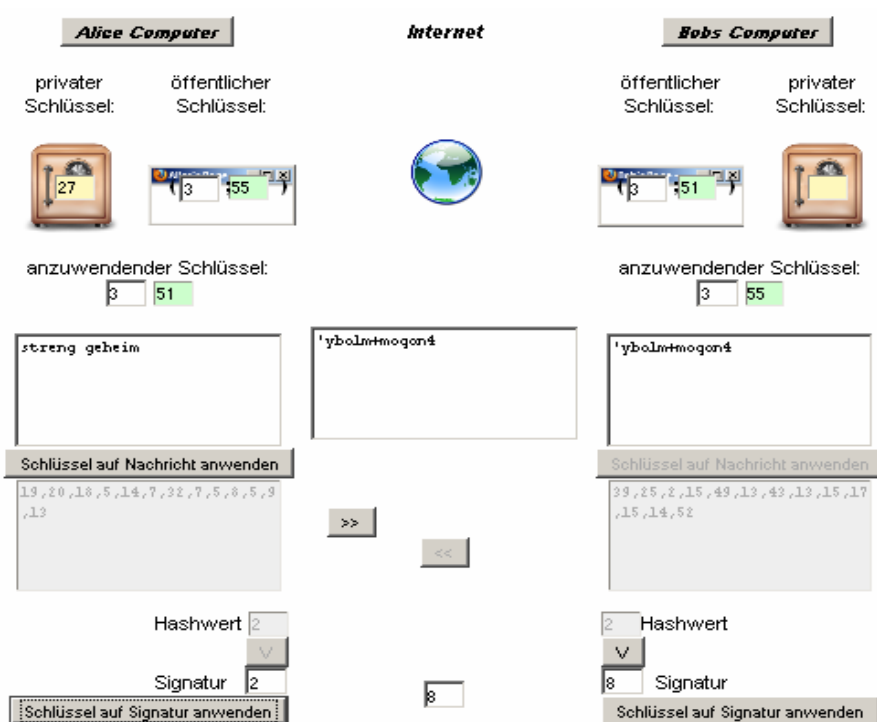 Alice Computer
Internet
Bobs Computer
privater Schlüssel:
öffentlicher Schlüssel:
öffentlicher Schlüssel:
privater Schlüssel:
27
( 3 ; 55 )
( 3 ; 51 )
anzuwendender Schlüssel:
3 51
anzuwendender Schlüssel:
3 55
streng geheim
'ybolm+mogon4
'ybolm+mogon4
Schlüssel auf Nachricht anwenden
Schlüssel auf Nachricht anwenden
19,20,18,5,14,7,32,7,5,8,5,9
,13
39,25,2,15,49,13,43,13,15,17
,15,14,52
>>
<<
Hashwert 2
2 Hashwert
V
V
Signatur 2
8
8 Signatur
Schlüssel auf Signatur anwenden
Schlüssel auf Signatur anwenden